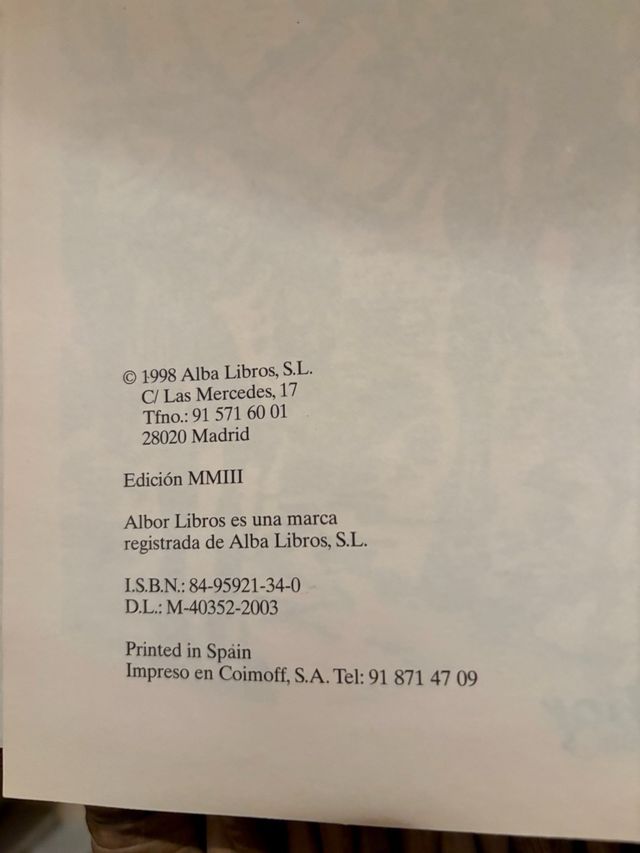 © 1998 Alba Libros, S.L.
C/ Las Mercedes, 17
Tfno.: 91 571 60 01
28020 Madrid
Edición MMIII
Albor Libros es una marca
registrada de Alba Libros, S.L.
I.S.B.N.: 84-95921-34-0
D.L.: M-40352-2003
Printed in Spain
Impreso en Coimoff, S.A. Tel: 91 871 47 09